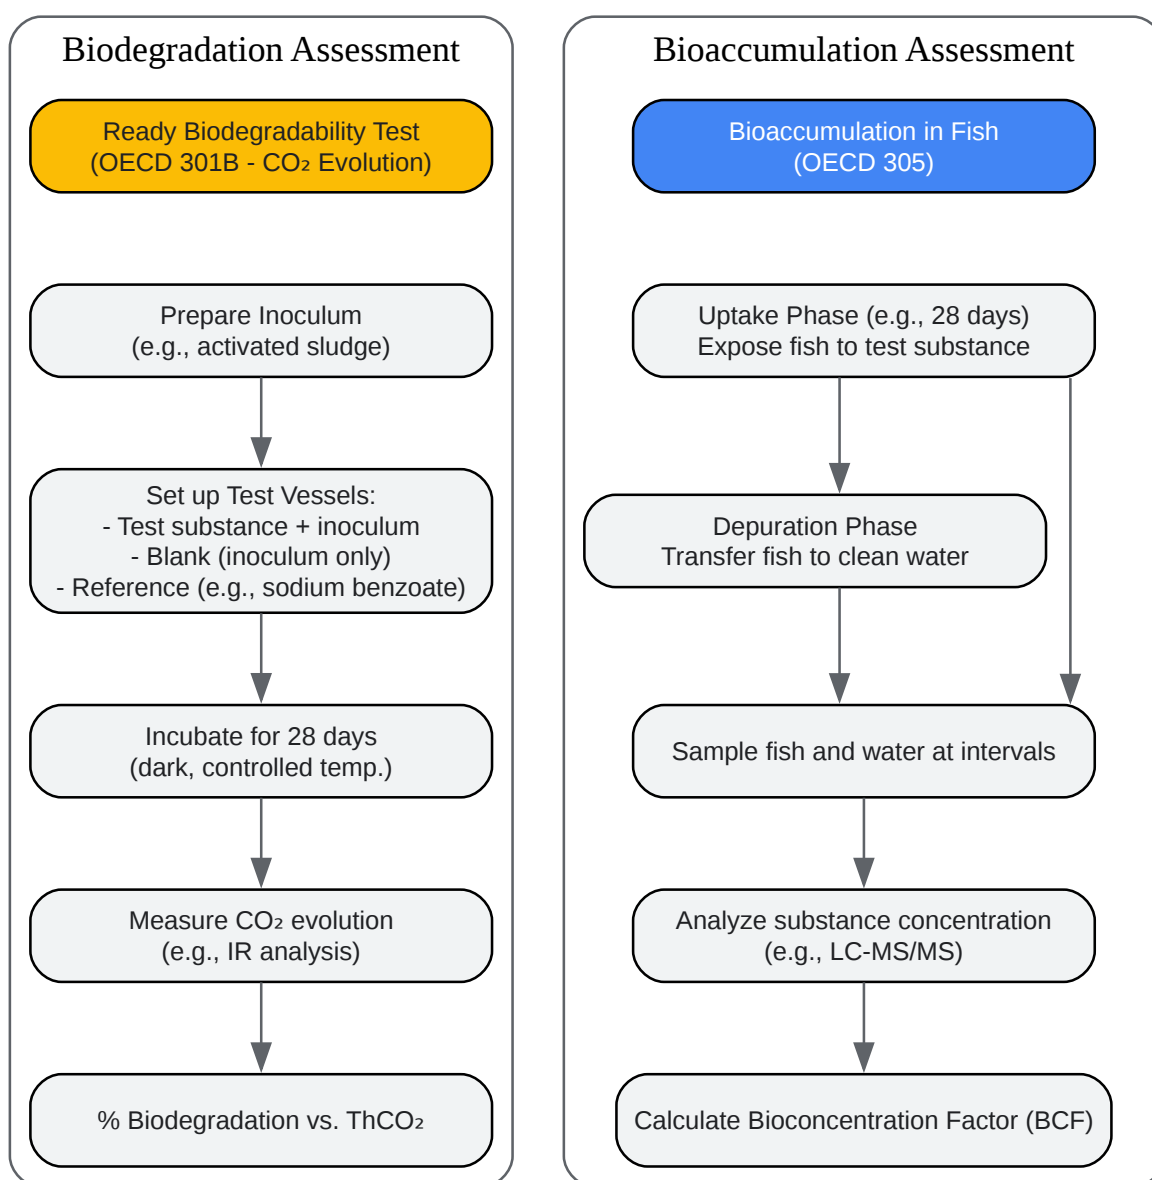 Biodegradation Assessment
Ready Biodegradability Test
(OECD 301B - CO₂ Evolution)
Prepare Inoculum
(e.g., activated sludge)
Set up Test Vessels:
- Test substance + inoculum
- Blank (inoculum only)
- Reference (e.g., sodium benzoate)
Incubate for 28 days
(dark, controlled temp.)
Measure CO₂ evolution
(e.g., IR analysis)
% Biodegradation vs. ThCO₂
Bioaccumulation Assessment
Bioaccumulation in Fish
(OECD 305)
Uptake Phase (e.g., 28 days)
Expose fish to test substance
Depuration Phase
Transfer fish to clean water
Sample fish and water at intervals
Analyze substance concentration
(e.g., LC-MS/MS)
Calculate Bioconcentration Factor (BCF)